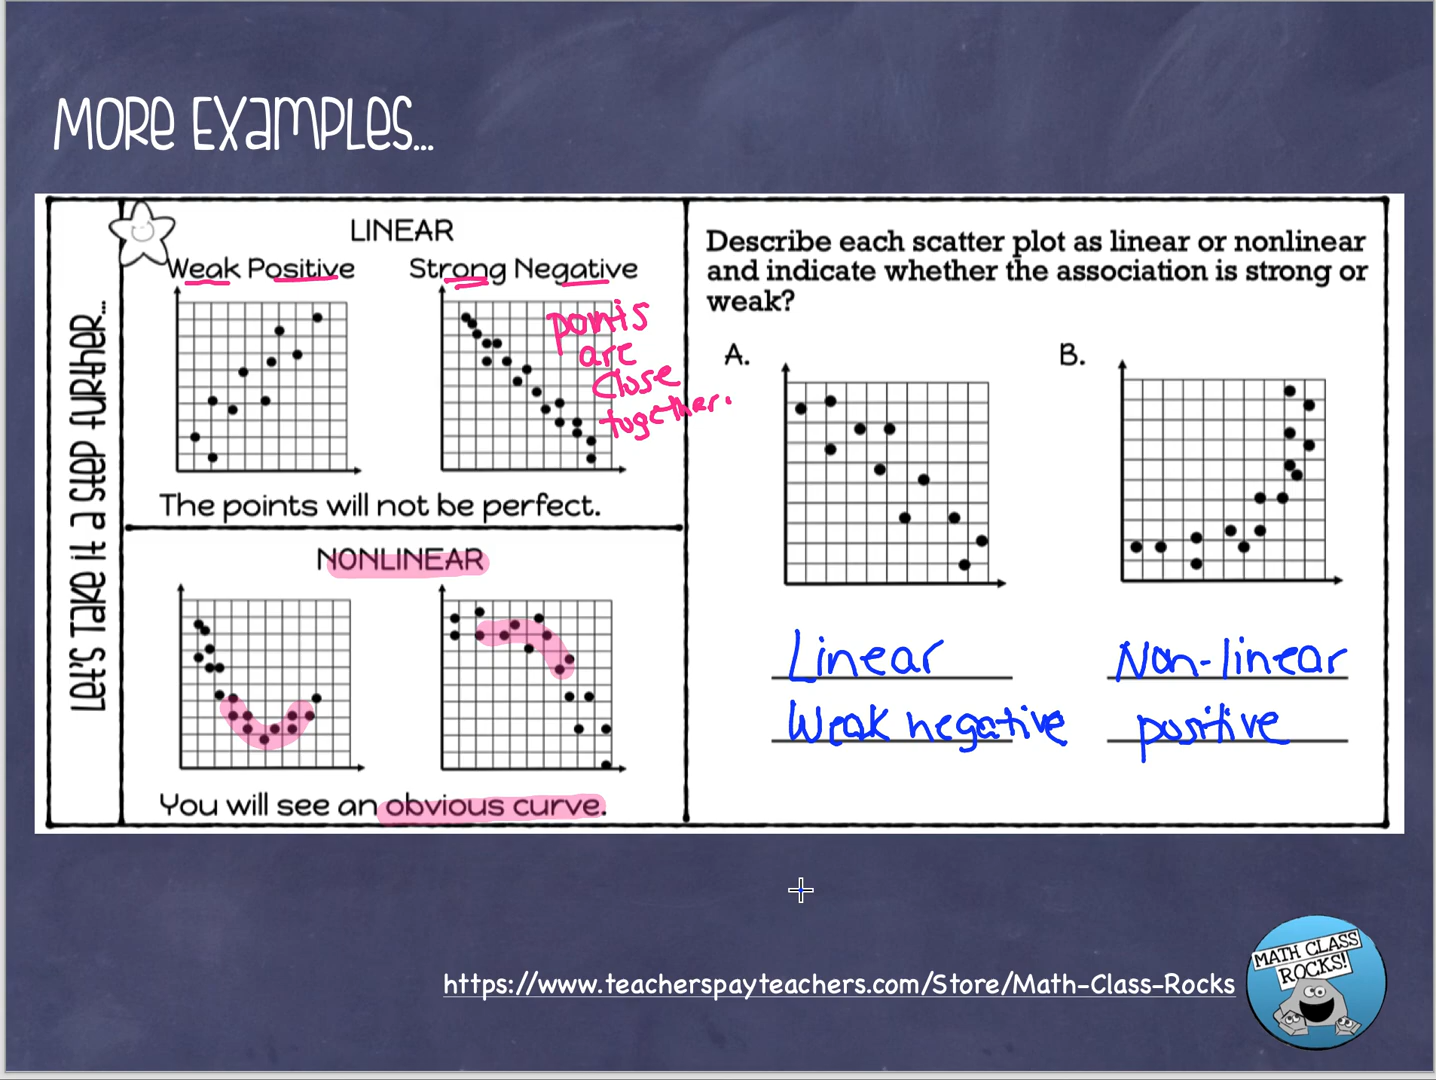 More Examples...
Let's take it a step further...
LINEAR
Weak Positive
Strong Negative
points
are
close
together.
The points will not be perfect.
NONLINEAR
You will see an obvious curve.
Describe each scatter plot as linear or nonlinear
and indicate whether the association is strong or
weak?
A.
B.
Linear
Weak negative
Non-linear
positive
https://www.teacherspayteachers.com/Store/Math-Class-Rocks
MATH CLASS
ROCKS!